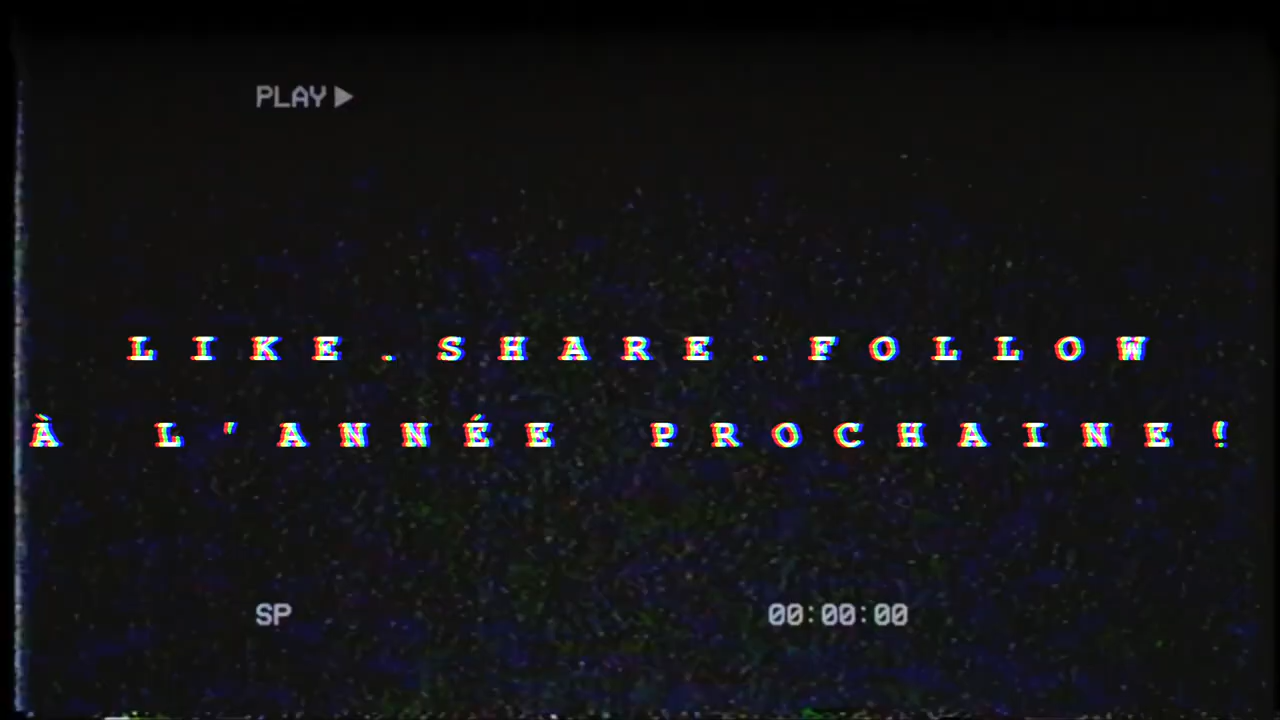 PLAY ▶
LIKE.SHARE.FOLLOW
À L'ANNÉE PROCHAINE!
SP
00:00:00